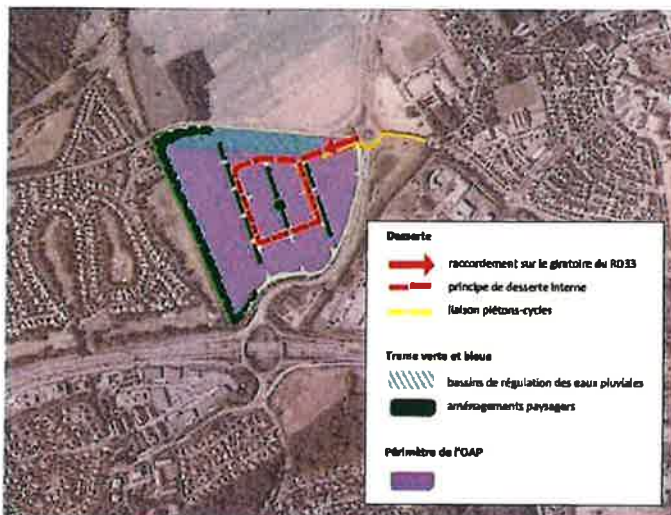 Desserte
raccordement sur le giratoire du RD33
principe de desserte interne
liaison piétons-cycles
Trame verte et bleue
bassins de régulation des eaux pluviales
aménagements paysagers
Périmètre de l'OAP